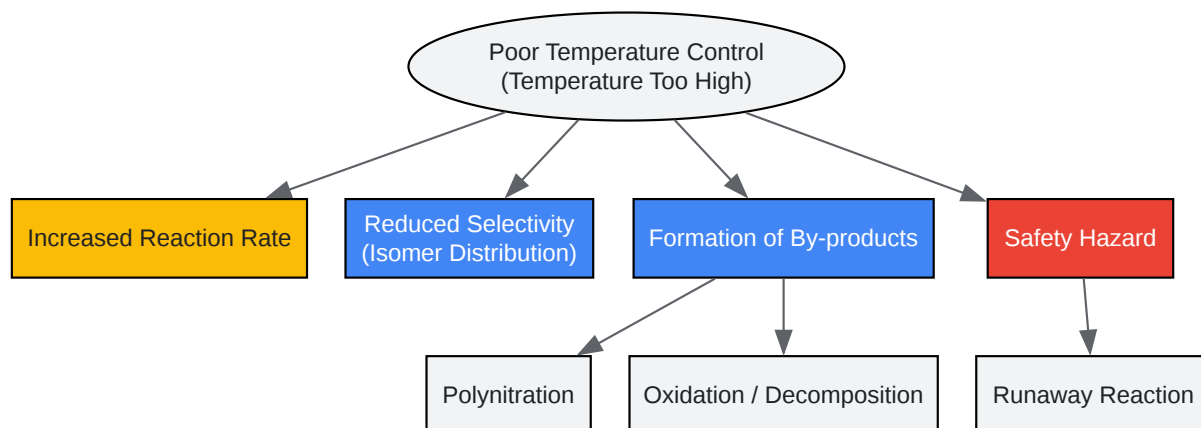 Poor Temperature Control
(Temperature Too High)
Increased Reaction Rate
Reduced Selectivity
(Isomer Distribution)
Formation of By-products
Safety Hazard
Polynitration
Oxidation / Decomposition
Runaway Reaction